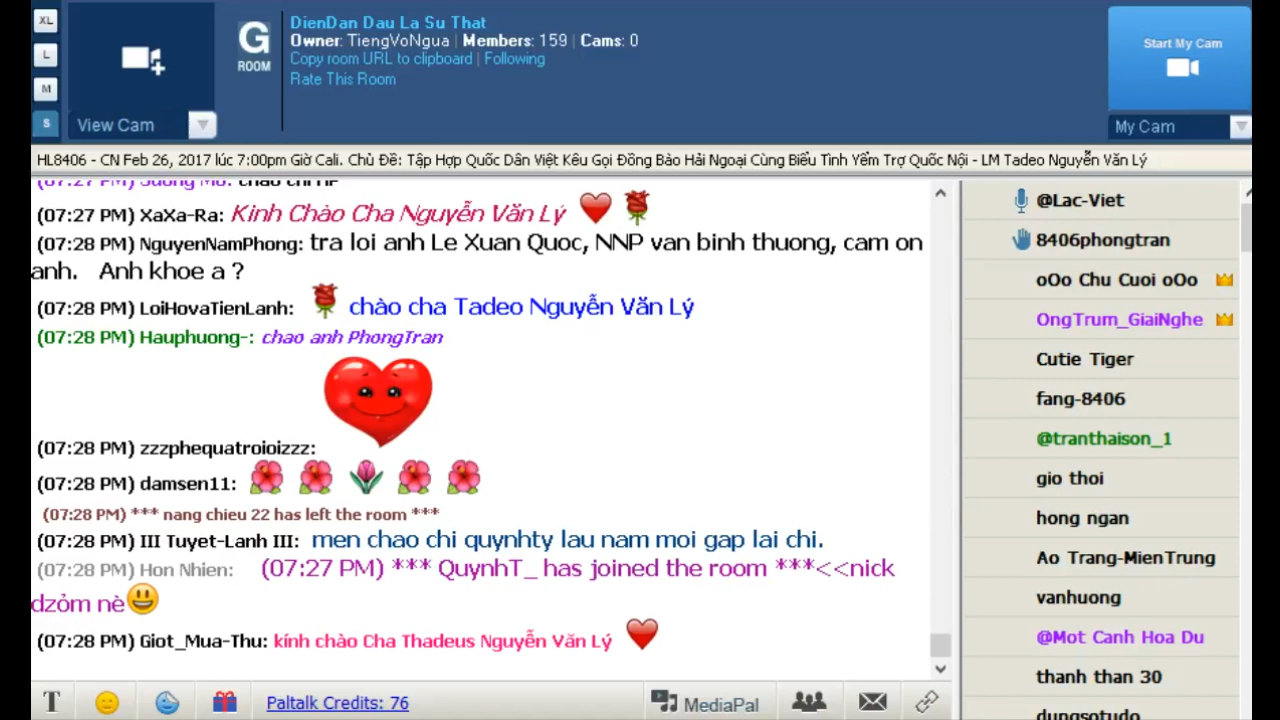 XL
L
M
S
View Cam
G
ROOM
DienDan Dau La Su That
Owner: TiengVoNgua | Members: 159 | Cams: 0
Copy room URL to clipboard | Following
Rate This Room
Start My Cam
My Cam
HL8406 - CN Feb 26, 2017 lúc 7:00pm Giờ Cali. Chủ Đề: Tập Hợp Quốc Dân Việt Kêu Gọi Đồng Bào Hải Ngoại Cùng Biểu Tình Yểm Trợ Quốc Nội - LM Tadeo Nguyễn Văn Lý
(07:27 PM) Suong Mo: chao chi HP
(07:27 PM) XaXa-Ra: Kính Chào Cha Nguyễn Văn Lý
(07:28 PM) NguyenNamPhong: tra loi anh Le Xuan Quoc, NNP van binh thuong, cam on
anh. Anh khoe a ?
(07:28 PM) LoiHovaTienLanh: chào cha Tadeo Nguyễn Văn Lý
(07:28 PM) Hauphuong-: chao anh PhongTran
(07:28 PM) zzzphequatroioizzz:
(07:28 PM) damsen11:
(07:28 PM) *** nang chieu 22 has left the room ***
(07:28 PM) III Tuyet-Lanh III: men chao chi quynhty lau nam moi gap lai chi.
(07:28 PM) Hon Nhien: (07:27 PM) *** QuynhT_ has joined the room ***<<nick
dzỏm nè
(07:28 PM) Giot_Mua-Thu: kính chào Cha Thadeus Nguyễn Văn Lý
T
Paltalk Credits: 76
MediaPal
@Lac-Viet
8406phongtran
oOo Chu Cuoi oOo
OngTrum_GiaiNghe
Cutie Tiger
fang-8406
@tranthaison_1
gio thoi
hong ngan
Ao Trang-MienTrung
vanhuong
@Mot Canh Hoa Du
thanh than 30
dungsotudo